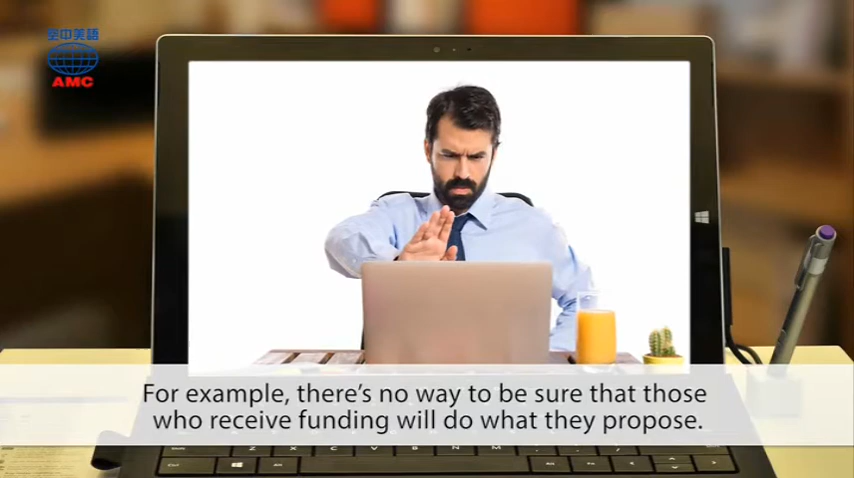 空中美語
AMC
For example, there's no way to be sure that those
who receive funding will do what they propose.